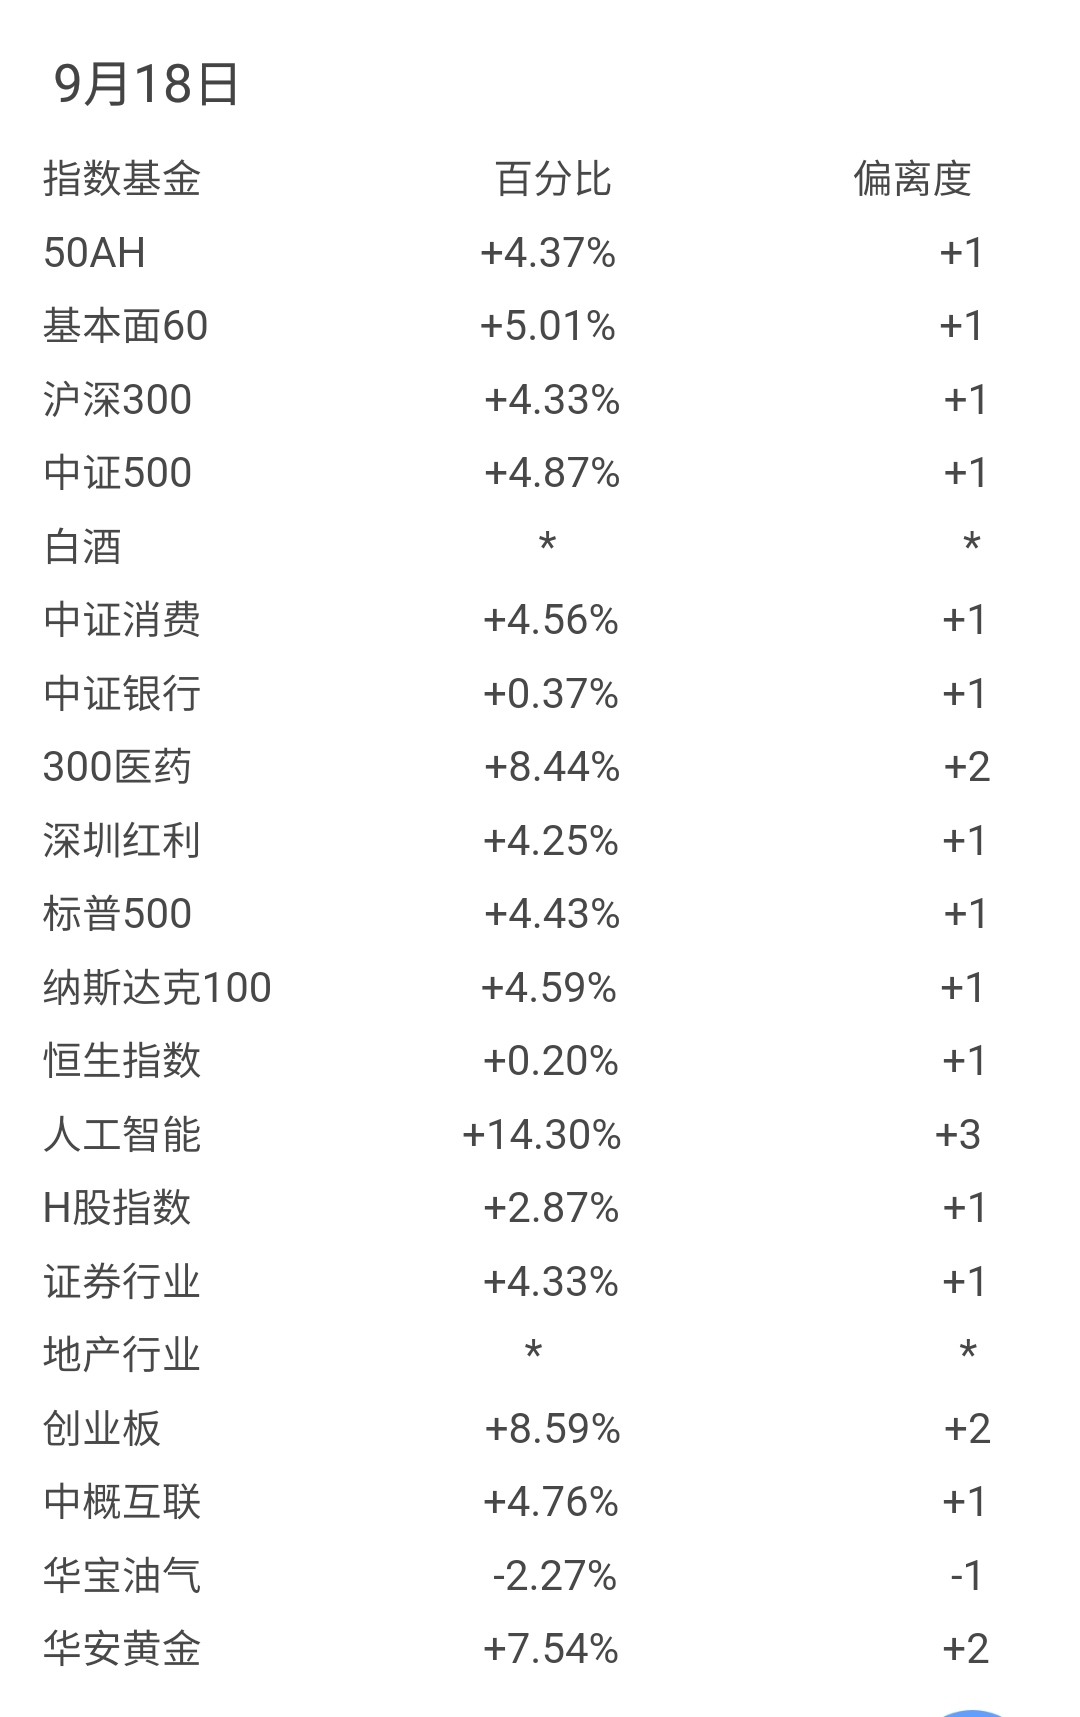 9月18日
指数基金 百分比 偏离度
50AH +4.37% +1
基本面60 +5.01% +1
沪深300 +4.33% +1
中证500 +4.87% +1
白酒 * *
中证消费 +4.56% +1
中证银行 +0.37% +1
300医药 +8.44% +2
深圳红利 +4.25% +1
标普500 +4.43% +1
纳斯达克100 +4.59% +1
恒生指数 +0.20% +1
人工智能 +14.30% +3
H股指数 +2.87% +1
证券行业 +4.33% +1
地产行业 * *
创业板 +8.59% +2
中概互联 +4.76% +1
华宝油气 -2.27% -1
华安黄金 +7.54% +2